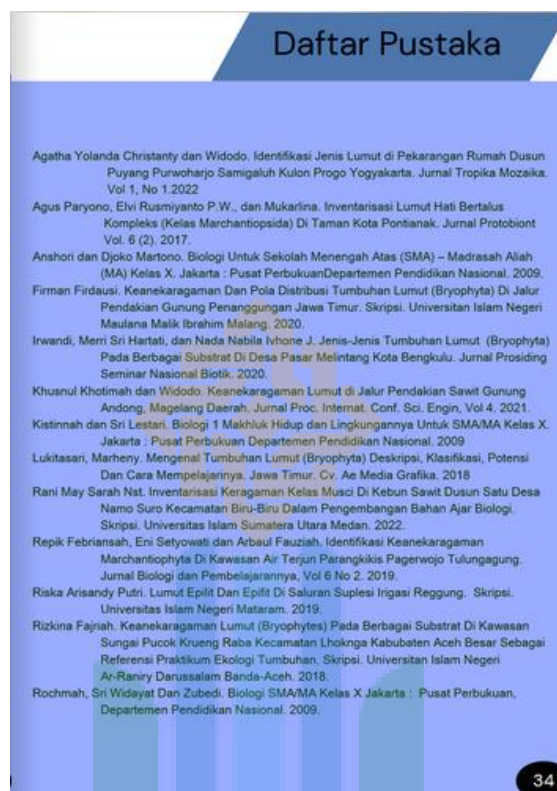 Daftar Pustaka
Agatha Yolanda Christanty dan Widodo. Identifikasi Jenis Lumut di Pekarangan Rumah Dusun
Puyang Purwoharjo Samigaluh Kulon Progo Yogyakarta. Jurnal Tropika Mozaika.
Vol 1, No 1.2022
Agus Paryono, Elvi Rusmiyanto P.W., dan Mukarlina. Inventarisasi Lumut Hati Bertalus
Kompleks (Kelas Marchantiopsida) Di Taman Kota Pontianak. Jurnal Protobiont
Vol. 6 (2). 2017.
Anshori dan Djoko Martono. Biologi Untuk Sekolah Menengah Atas (SMA) – Madrasah Aliah
(MA) Kelas X. Jakarta : Pusat PerbukuanDepartemen Pendidikan Nasional. 2009.
Firman Firdausi. Keanekaragaman Dan Pola Distribusi Tumbuhan Lumut (Bryophyta) Di Jalur
Pendakian Gunung Penanggungan Jawa Timur. Skripsi. Universitan Islam Negeri
Maulana Malik Ibrahim Malang. 2020.
Irwandi, Merri Sri Hartati, dan Nada Nabila Ivhone J. Jenis-Jenis Tumbuhan Lumut (Bryophyta)
Pada Berbagai Substrat Di Desa Pasar Melintang Kota Bengkulu. Jurnal Prosiding
Seminar Nasional Biotik. 2020.
Khusnul Khotimah dan Widodo. Keanekaragaman Lumut di Jalur Pendakian Sawit Gunung
Andong, Magelang Daerah. Jurnal Proc. Internat. Conf. Sci. Engin, Vol 4. 2021.
Kistinnah dan Sri Lestari. Biologi 1 Makhluk Hidup dan Lingkungannya Untuk SMA/MA Kelas X.
Jakarta : Pusat Perbukuan Departemen Pendidikan Nasional. 2009
Lukitasari, Marheny. Mengenal Tumbuhan Lumut (Bryophyta) Deskripsi, Klasifikasi, Potensi
Dan Cara Mempelajarinya. Jawa Timur. Cv. Ae Media Grafika. 2018
Rani May Sarah Nst. Inventarisasi Keragaman Kelas Musci Di Kebun Sawit Dusun Satu Desa
Namo Suro Kecamatan Biru-Biru Dalam Pengembangan Bahan Ajar Biologi.
Skripsi. Universitas Islam Sumatera Utara Medan. 2022.
Repik Febriansah, Eni Setyowati dan Arbaul Fauziah. Identifikasi Keanekaragaman
Marchantiophyta Di Kawasan Air Terjun Parangkikis Pagerwojo Tulungagung.
Jurnal Biologi dan Pembelajarannya, Vol 6 No 2. 2019.
Riska Arisandy Putri. Lumut Epilit Dan Epifit Di Saluran Suplesi Irigasi Reggung. Skripsi.
Universitas Islam Negeri Mataram. 2019.
Rizkina Fajriah. Keanekaragaman Lumut (Bryophytes) Pada Berbagai Substrat Di Kawasan
Sungai Pucok Krueng Raba Kecamatan Lhoknga Kabubaten Aceh Besar Sebagai
Referensi Praktikum Ekologi Tumbuhan. Skripsi. Universitan Islam Negeri
Ar-Raniry Darussalam Banda-Aceh. 2018.
Rochmah, Sri Widayat Dan Zubedi. Biologi SMA/MA Kelas X Jakarta : Pusat Perbukuan,
Departemen Pendidikan Nasional. 2009.
34